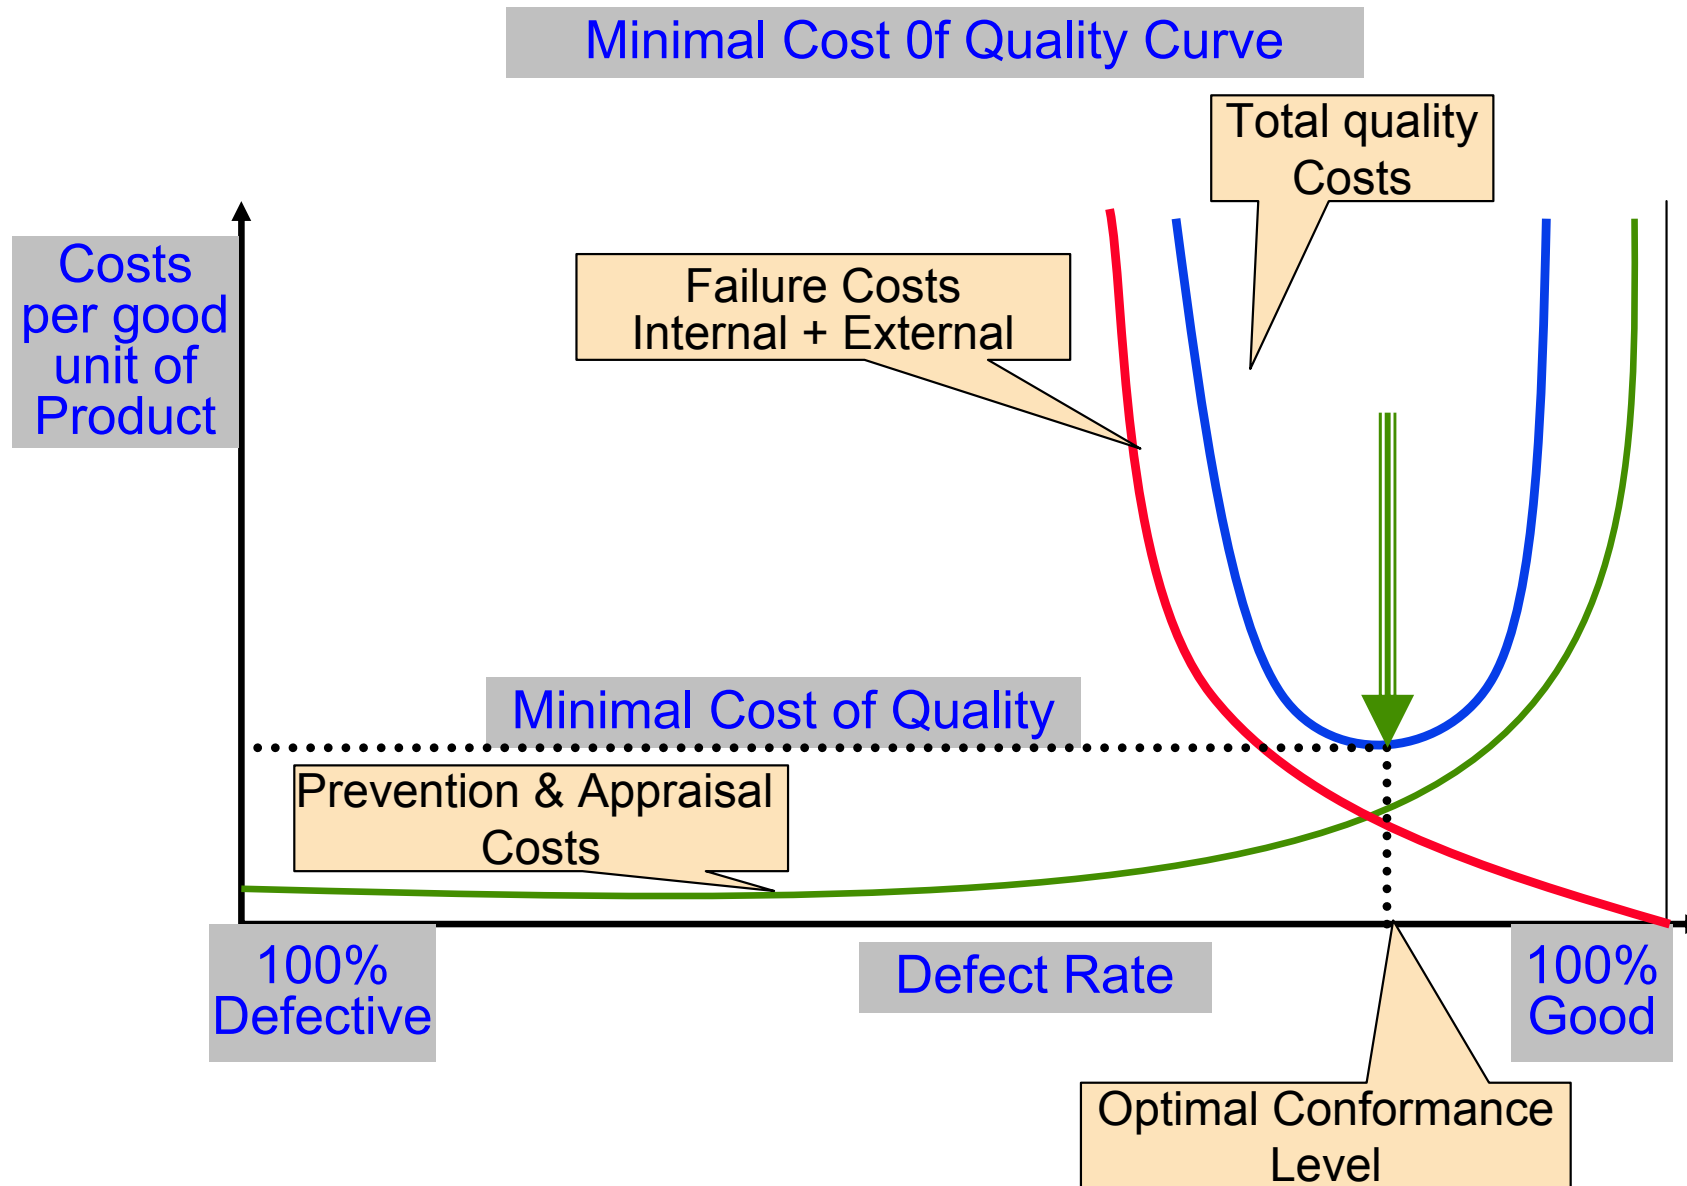 Minimal Cost 0f Quality Curve
Total quality
Costs
Costs
per good
unit of
Product
Failure Costs
Internal + External
Minimal Cost of Quality
Prevention & Appraisal
Costs
100%
Defective
Defect Rate
100%
Good
Optimal Conformance
Level